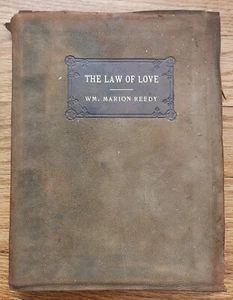 THE LAW OF LOVE
WM. MARION REEDY